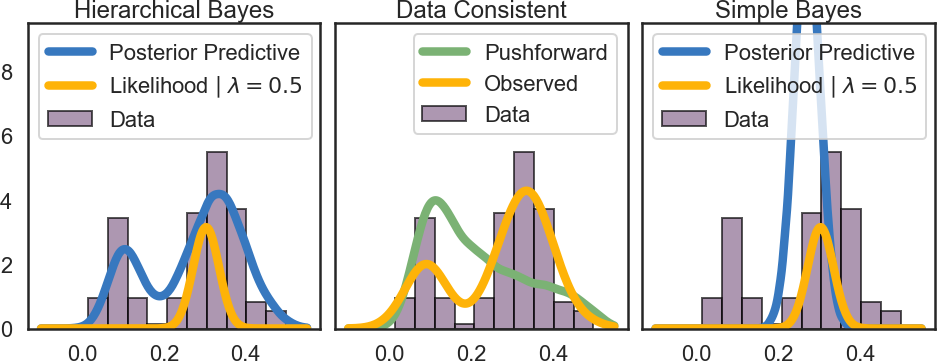 Hierarchical Bayes
Posterior Predictive
Likelihood | λ = 0.5
Data
8
6
4
2
0
0.0 0.2 0.4
Data Consistent
Pushforward
Observed
Data
0.0 0.2 0.4
Simple Bayes
Posterior Predictive
Likelihood | λ = 0.5
Data
0.0 0.2 0.4